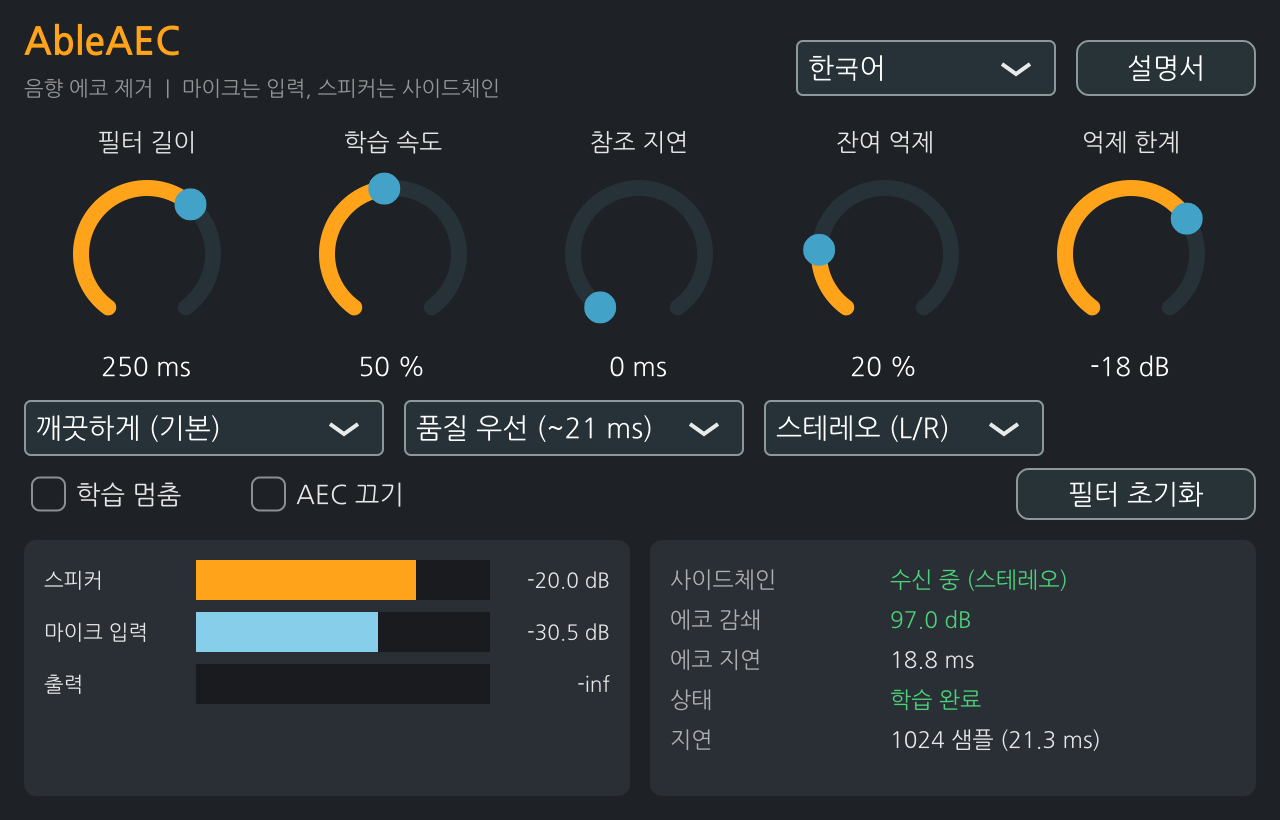 AbleAEC
음향 에코 제거 | 마이크는 입력, 스피커는 사이드체인
한국어
설명서
필터 길이
학습 속도
참조 지연
잔여 억제
억제 한계
250 ms
50 %
0 ms
20 %
-18 dB
깨끗하게 (기본)
품질 우선 (~21 ms)
스테레오 (L/R)
학습 멈춤
AEC 끄기
필터 초기화
스피커 -20.0 dB
마이크 입력 -30.5 dB
출력 -inf
사이드체인 수신 중 (스테레오)
에코 감쇄 97.0 dB
에코 지연 18.8 ms
상태 학습 완료
지연 1024 샘플 (21.3 ms)